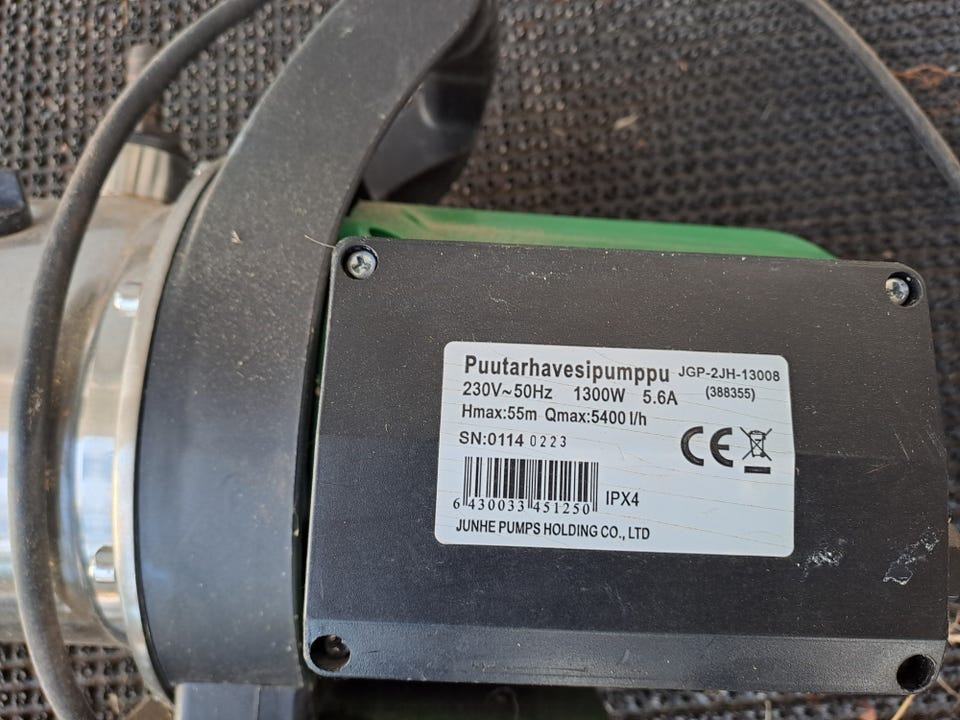 Puutarhavesipumppu JGP-2JH-13008
230V~50Hz 1300W 5.6A (388355)
Hmax:55m Qmax:5400 l/h
SN:0114 0223
CE
6 430033 451250 IPX4
JUNHE PUMPS HOLDING CO., LTD